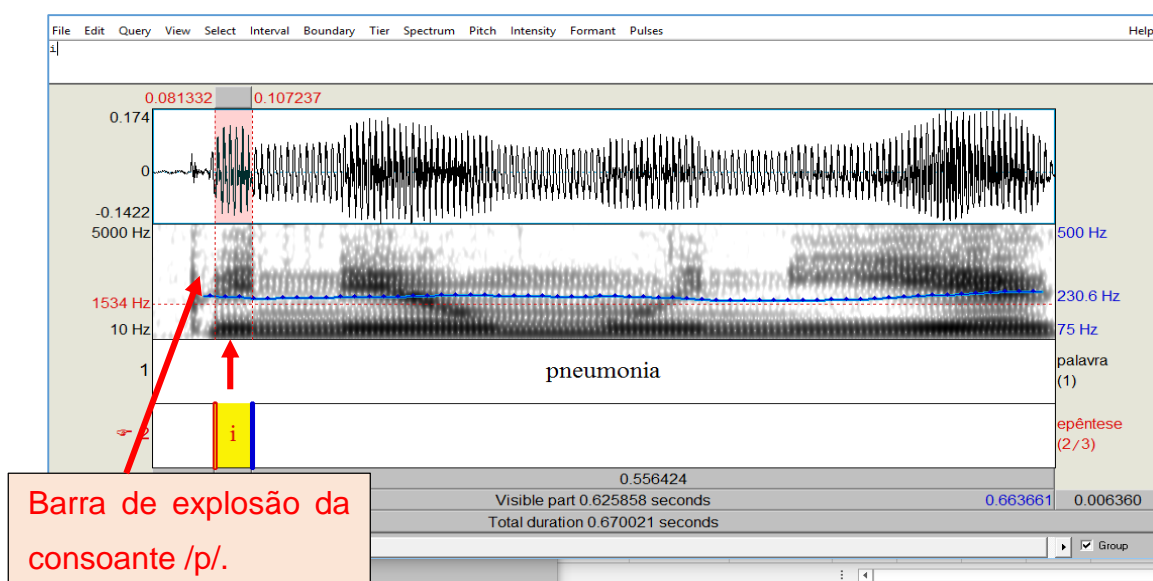 File Edit Query View Select Interval Boundary Tier Spectrum Pitch Intensity Formant Pulses Help
i
0.081332 0.107237
0.174
0
-0.1422
5000 Hz 500 Hz
1534 Hz 230.6 Hz
10 Hz 75 Hz
1 pneumonia palavra
(1)
2 i epêntese
(2/3)
0.556424
Visible part 0.625858 seconds 0.663661 0.006360
Total duration 0.670021 seconds
Group
Barra de explosão da
consoante /p/.